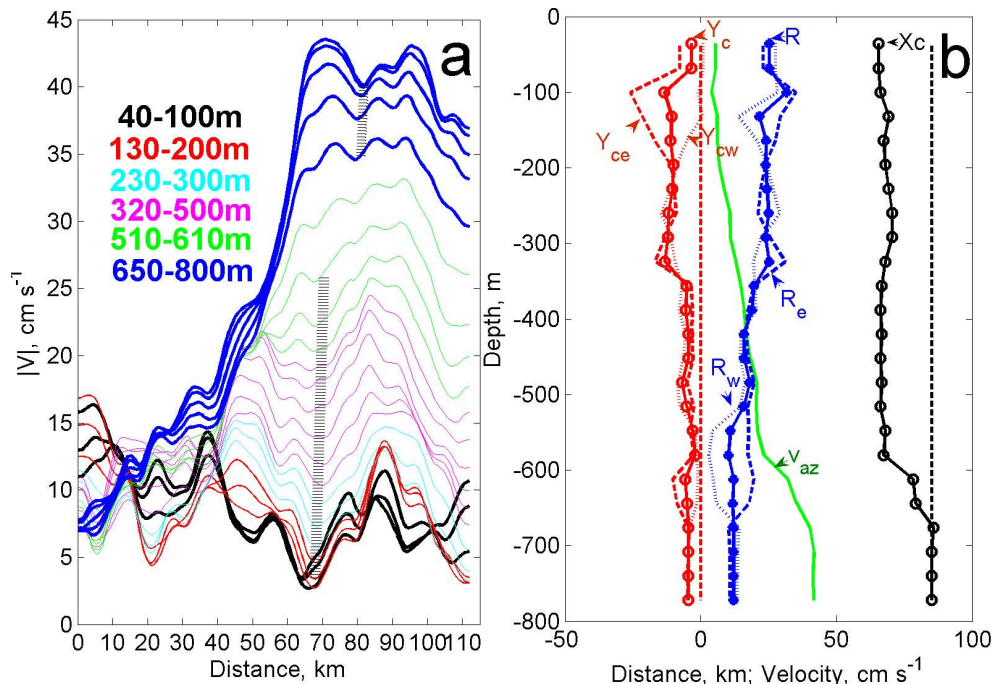 a
45
40
35
30
25
20
15
10
5
0
|V|, cm s⁻¹
40-100m
130-200m
230-300m
320-500m
510-610m
650-800m
0 10 20 30 40 50 60 70 80 90 100 110
Distance, km
b
-0
-100
-200
-300
-400
-500
-600
-700
-800
Depth, m
Y_c
R
Xc
Y_ce
Y_cw
R_e
R_w
v_az
-50 0 50 100
Distance, km; Velocity, cm s⁻¹